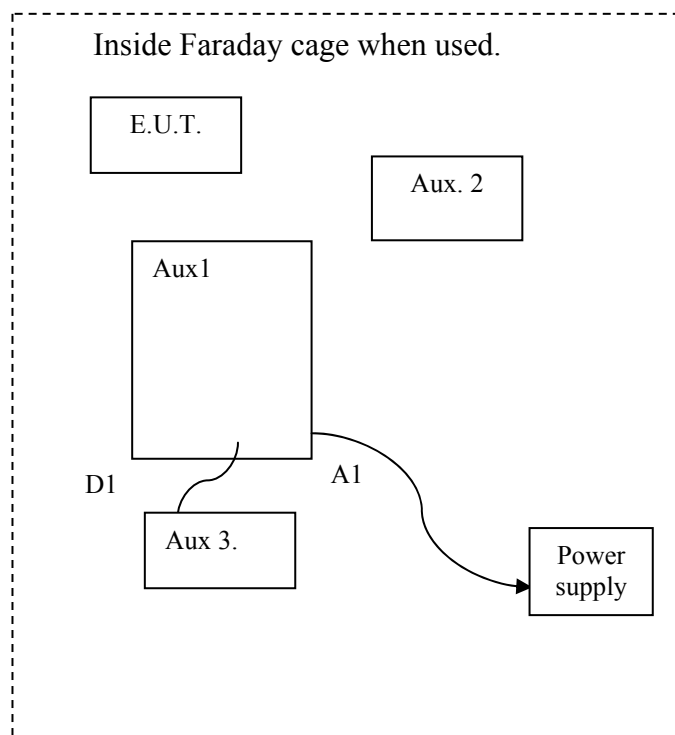 Inside Faraday cage when used.
E.U.T.
Aux. 2
Aux1
D1
A1
Aux 3.
Power
supply